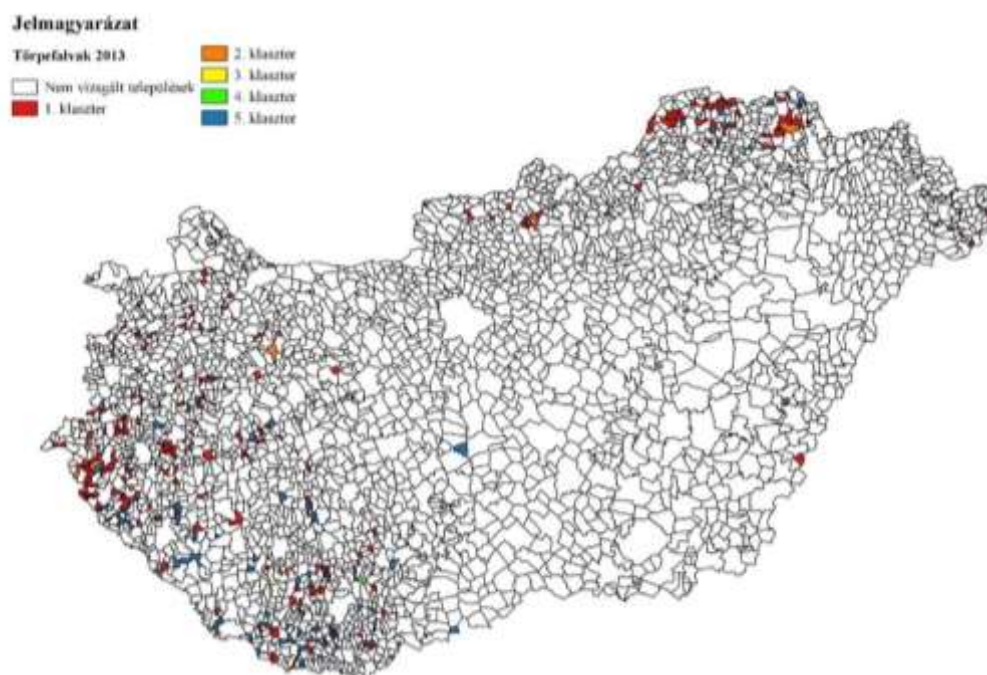 Jelmagyarázat
Törpefalvak 2013
Nem vizsgált települések
1. klaszter
2. klaszter
3. klaszter
4. klaszter
5. klaszter